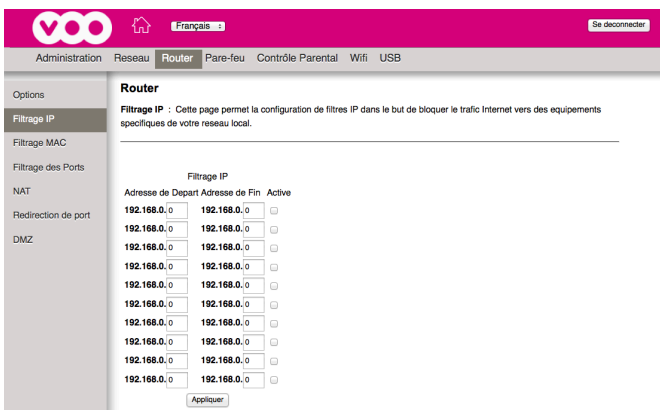 VOO
Français
Se deconnecter
Administration Reseau Router Pare-feu Contrôle Parental Wifi USB
Options
Filtrage IP
Filtrage MAC
Filtrage des Ports
NAT
Redirection de port
DMZ
Router
Filtrage IP : Cette page permet la configuration de filtres IP dans le but de bloquer le trafic Internet vers des equipements
specifiques de votre reseau local.
Filtrage IP
Adresse de Depart Adresse de Fin Active
192.168.0. 0 192.168.0. 0
192.168.0. 0 192.168.0. 0
192.168.0. 0 192.168.0. 0
192.168.0. 0 192.168.0. 0
192.168.0. 0 192.168.0. 0
192.168.0. 0 192.168.0. 0
192.168.0. 0 192.168.0. 0
192.168.0. 0 192.168.0. 0
192.168.0. 0 192.168.0. 0
192.168.0. 0 192.168.0. 0
Appliquer